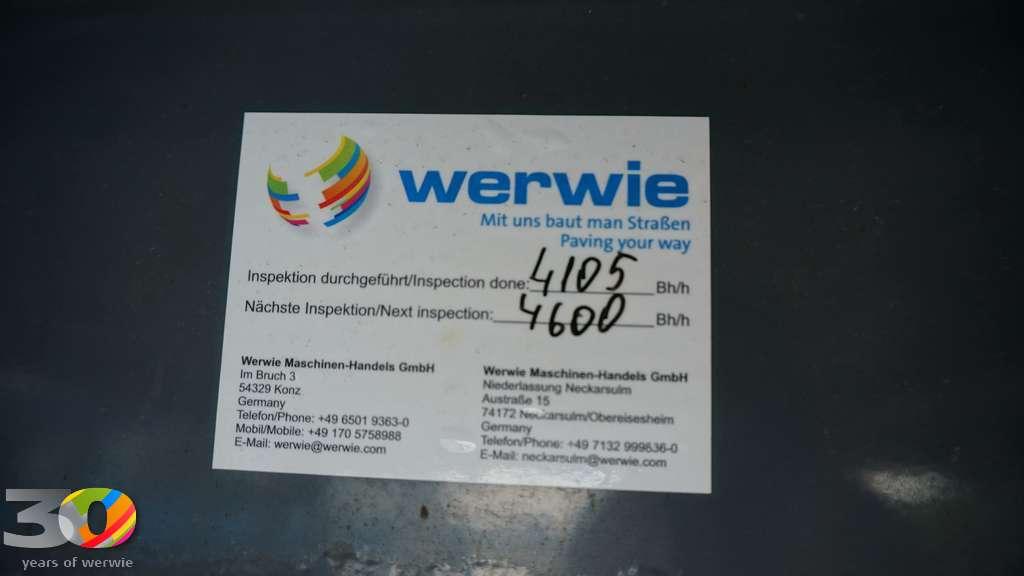 werwie
Mit uns baut man Straßen
Paving your way
Inspektion durchgeführt/Inspection done: 4105 Bh/h
Nächste Inspektion/Next inspection: 4600 Bh/h
Werwie Maschinen-Handels GmbH
Im Bruch 3
54329 Konz
Germany
Telefon/Phone: +49 6501 9363-0
Mobil/Mobile: +49 170 5758988
E-Mail: werwie@werwie.com
Werwie Maschinen-Handels GmbH
Niederlassung Neckarsulm
Austraße 15
74172 Neckarsulm/Obereisesheim
Germany
Telefon/Phone: +49 7132 999836-0
E-Mail: neckarsulm@werwie.com
30
years of werwie